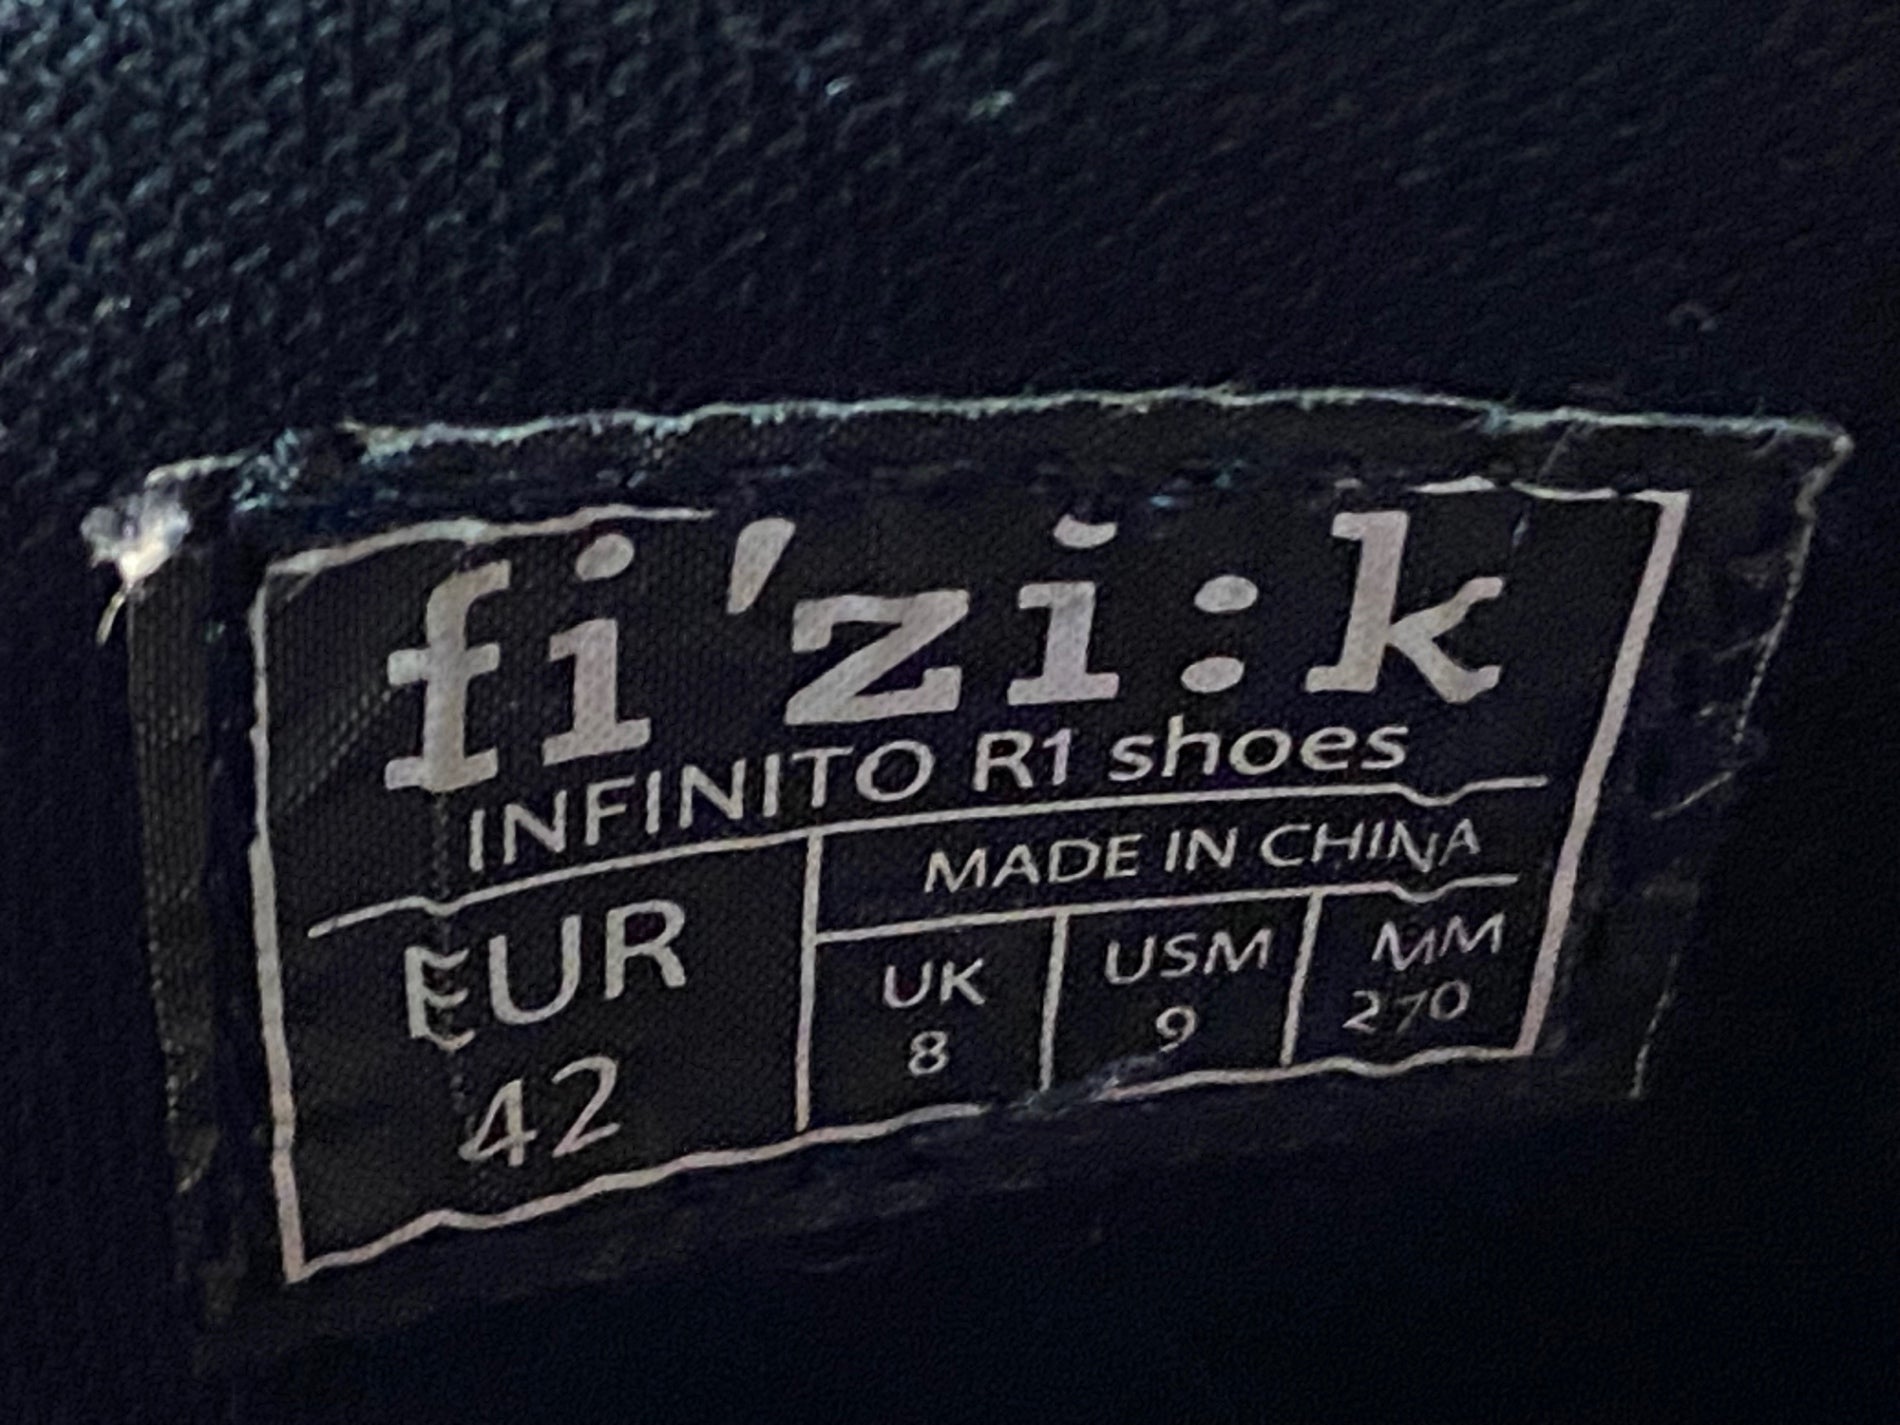 fi'zi:k
INFINITO R1 shoes
MADE IN CHINA
EUR
42
UK
8
USM
9
MM
270